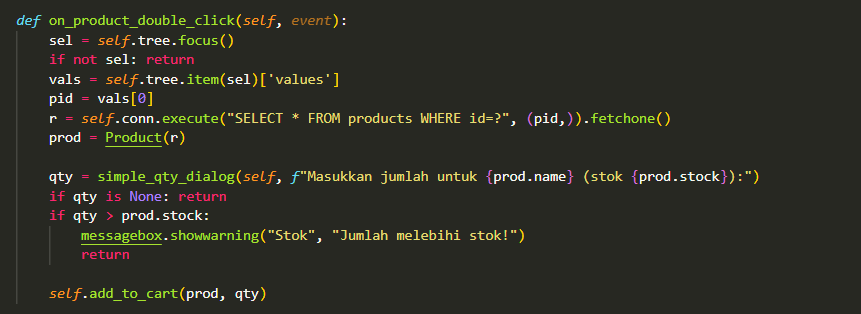 def on_product_double_click(self, event):
    sel = self.tree.focus()
    if not sel: return
    vals = self.tree.item(sel)['values']
    pid = vals[0]
    r = self.conn.execute("SELECT * FROM products WHERE id=?", (pid,)).fetchone()
    prod = Product(r)

    qty = simple_qty_dialog(self, f"Masukkan jumlah untuk {prod.name} (stok {prod.stock}):")
    if qty is None: return
    if qty > prod.stock:
        messagebox.showwarning("Stok", "Jumlah melebihi stok!")
        return

    self.add_to_cart(prod, qty)